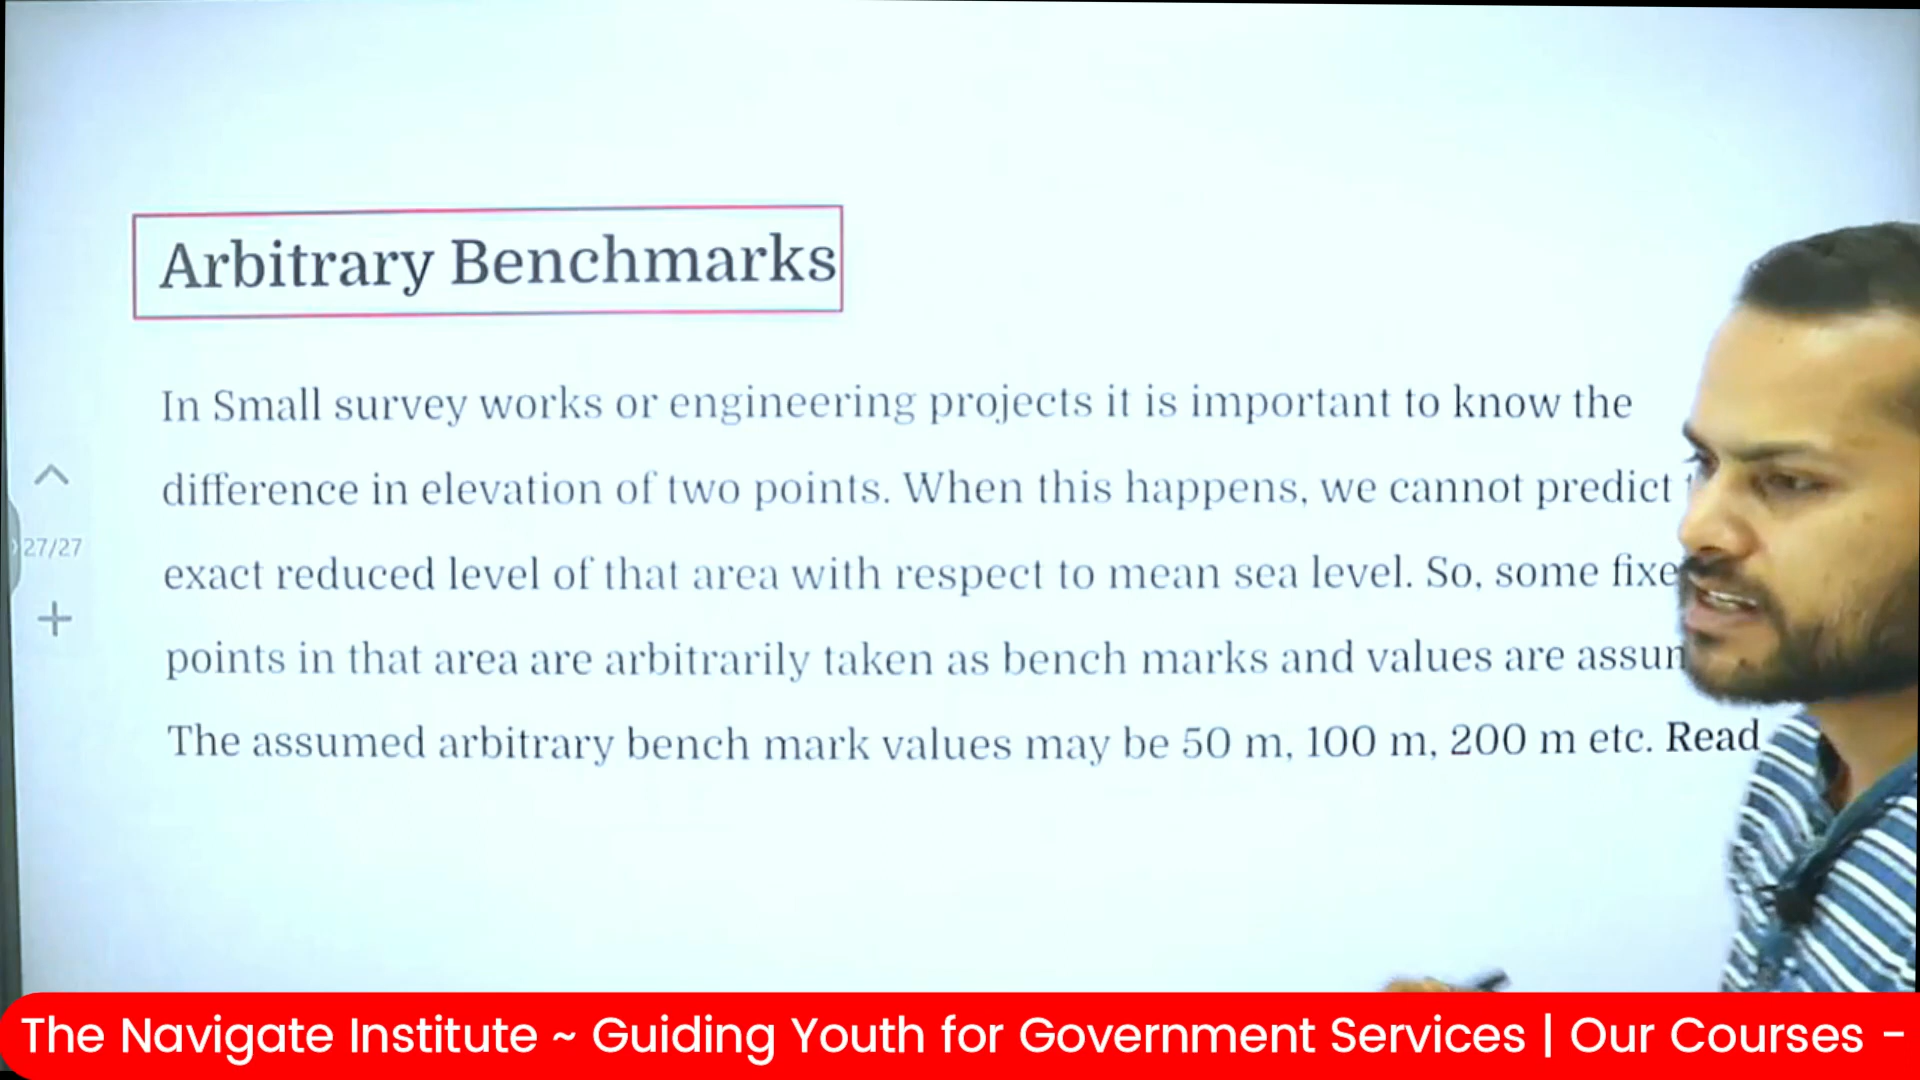 Arbitrary Benchmarks
In Small survey works or engineering projects it is important to know the
difference in elevation of two points. When this happens, we cannot predict
exact reduced level of that area with respect to mean sea level. So, some
points in that area are arbitrarily taken as bench marks and values are
The assumed arbitrary bench mark values may be 50 m, 100 m, 200 m etc. Read
27/27
The Navigate Institute ~ Guiding Youth for Government Services | Our Courses -